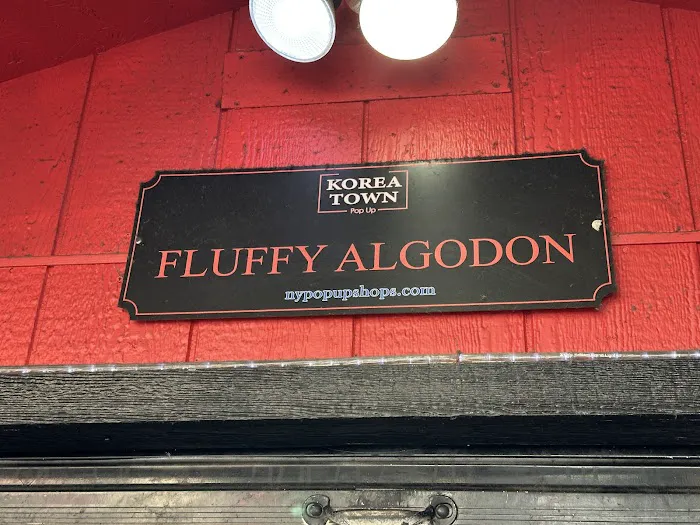 KOREA
TOWN
Pop Up
FLUFFY ALGODON
nypopupshops.com